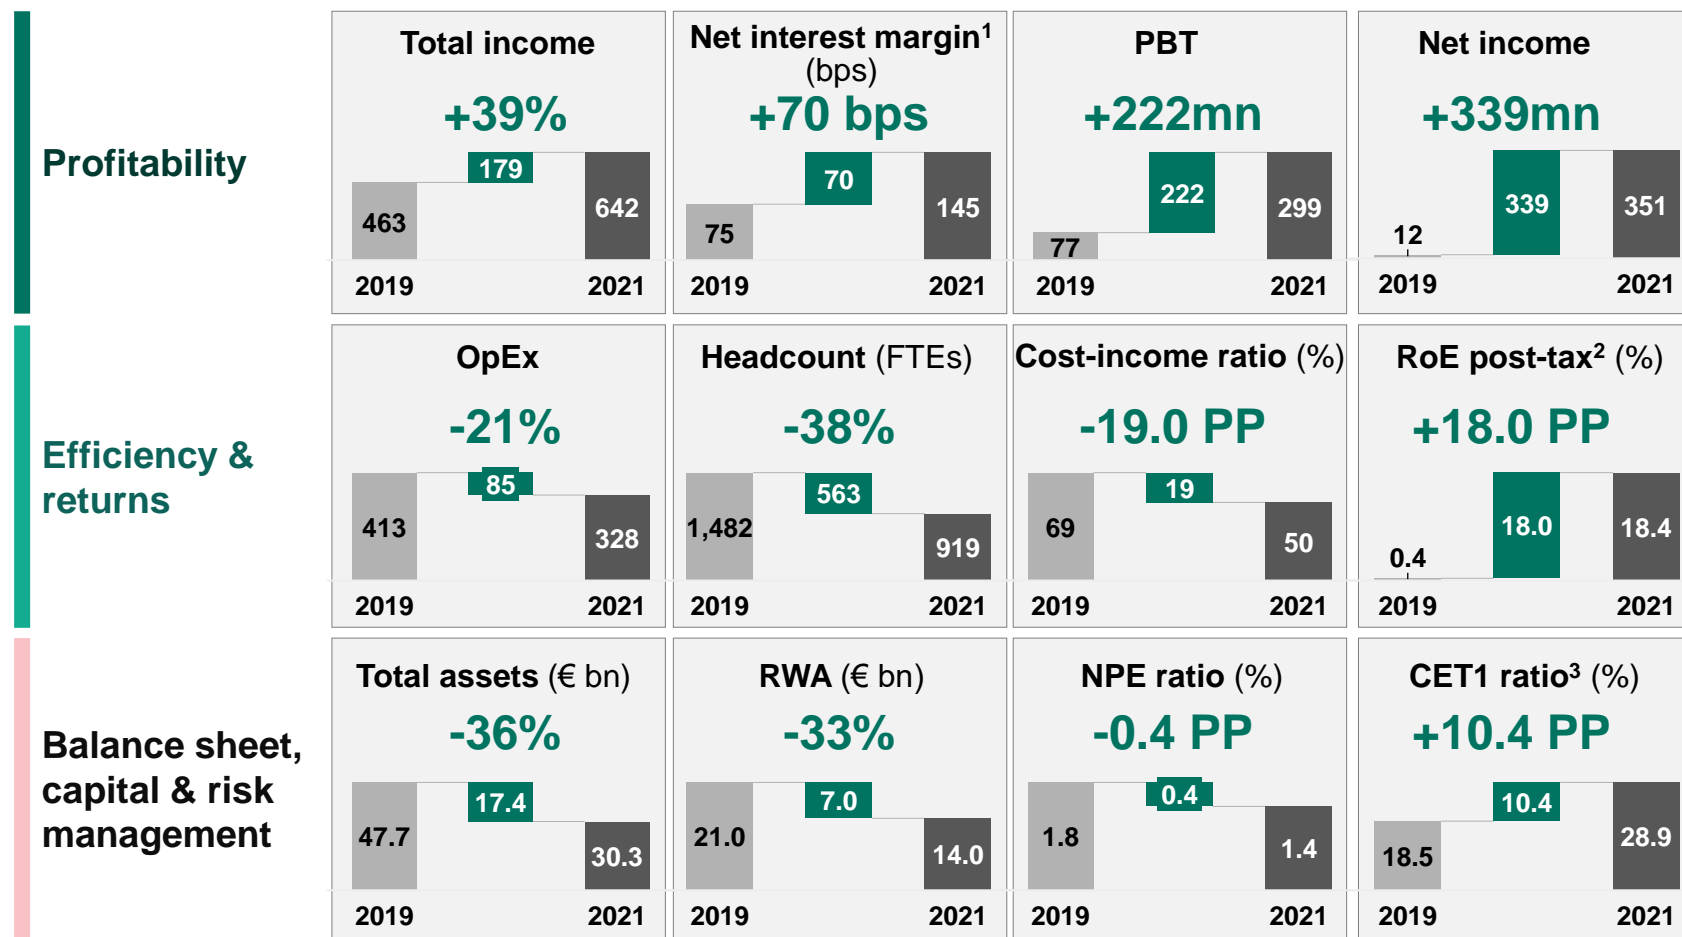 Profitability
Total income
+39%
463
179
642
2019 2021
Net interest margin¹
(bps)
+70 bps
75
70
145
2019 2021
PBT
+222mn
77
222
299
2019 2021
Net income
+339mn
12
339
351
2019 2021
Efficiency &
returns
OpEx
-21%
413
85
328
2019 2021
Headcount (FTEs)
-38%
1,482
563
919
2019 2021
Cost-income ratio (%)
-19.0 PP
69
19
50
2019 2021
RoE post-tax² (%)
+18.0 PP
0.4
18.0
18.4
2019 2021
Balance sheet,
capital & risk
management
Total assets (€ bn)
-36%
47.7
17.4
30.3
2019 2021
RWA (€ bn)
-33%
21.0
7.0
14.0
2019 2021
NPE ratio (%)
-0.4 PP
1.8
0.4
1.4
2019 2021
CET1 ratio³ (%)
+10.4 PP
18.5
10.4
28.9
2019 2021